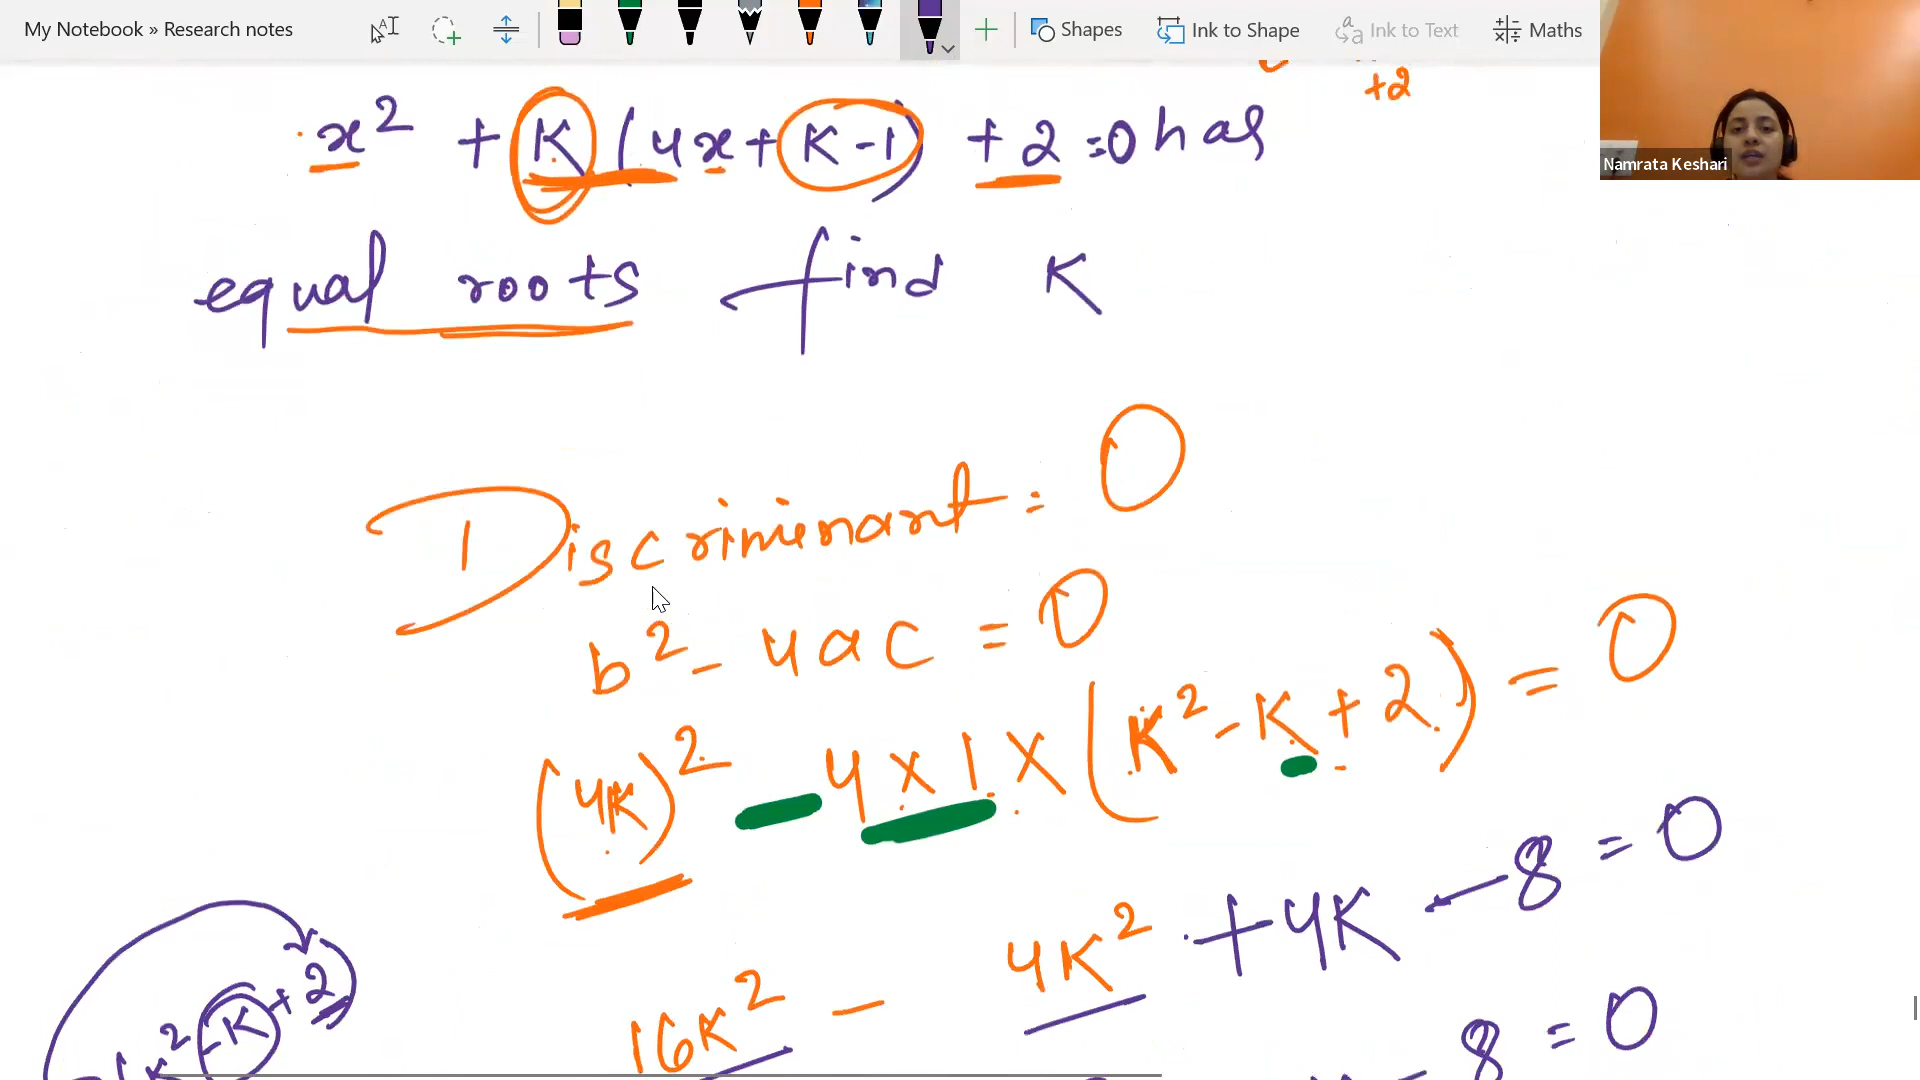 My Notebook » Research notes
Shapes Ink to Shape Ink to Text Maths
Namrata Keshari
+2
x² + K (4x + K - 1) + 2 = 0 has
equal roots find K
Discriminant = 0
b² - 4ac = 0
(4K)² - 4 x 1 x (K² - K + 2) = 0
16K² - 4K² + 4K - 8 = 0
K² - K + 2
- 8 = 0